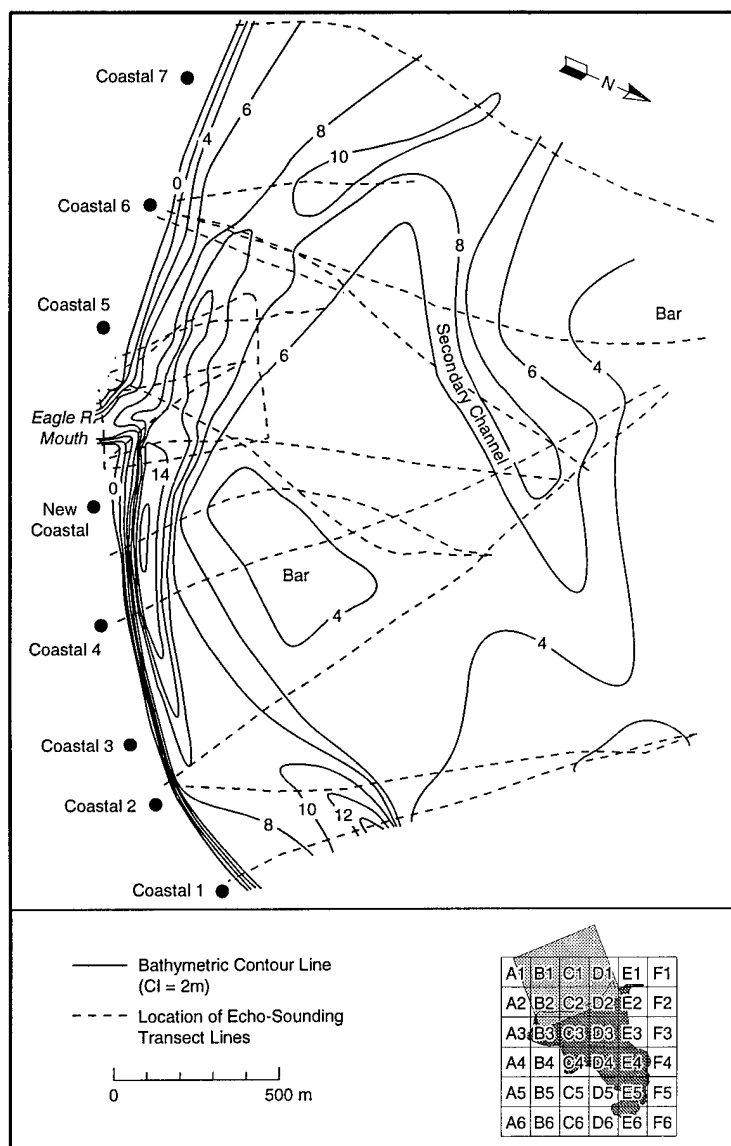 Coastal 7
N
4
6
8
10
0
Coastal 6
8
Coastal 5
6
Bar
6
4
Secondary Channel
Eagle R.
Mouth
14
0
New
Coastal
Bar
4
Coastal 4
4
Coastal 3
10
Coastal 2
8
12
Coastal 1
Bathymetric Contour Line
(CI = 2m)
Location of Echo-Sounding
Transect Lines
0 500 m
A1 B1 C1 D1 E1 F1
A2 B2 C2 D2 E2 F2
A3 B3 C3 D3 E3 F3
A4 B4 C4 D4 E4 F4
A5 B5 C5 D5 E5 F5
A6 B6 C6 D6 E6 F6